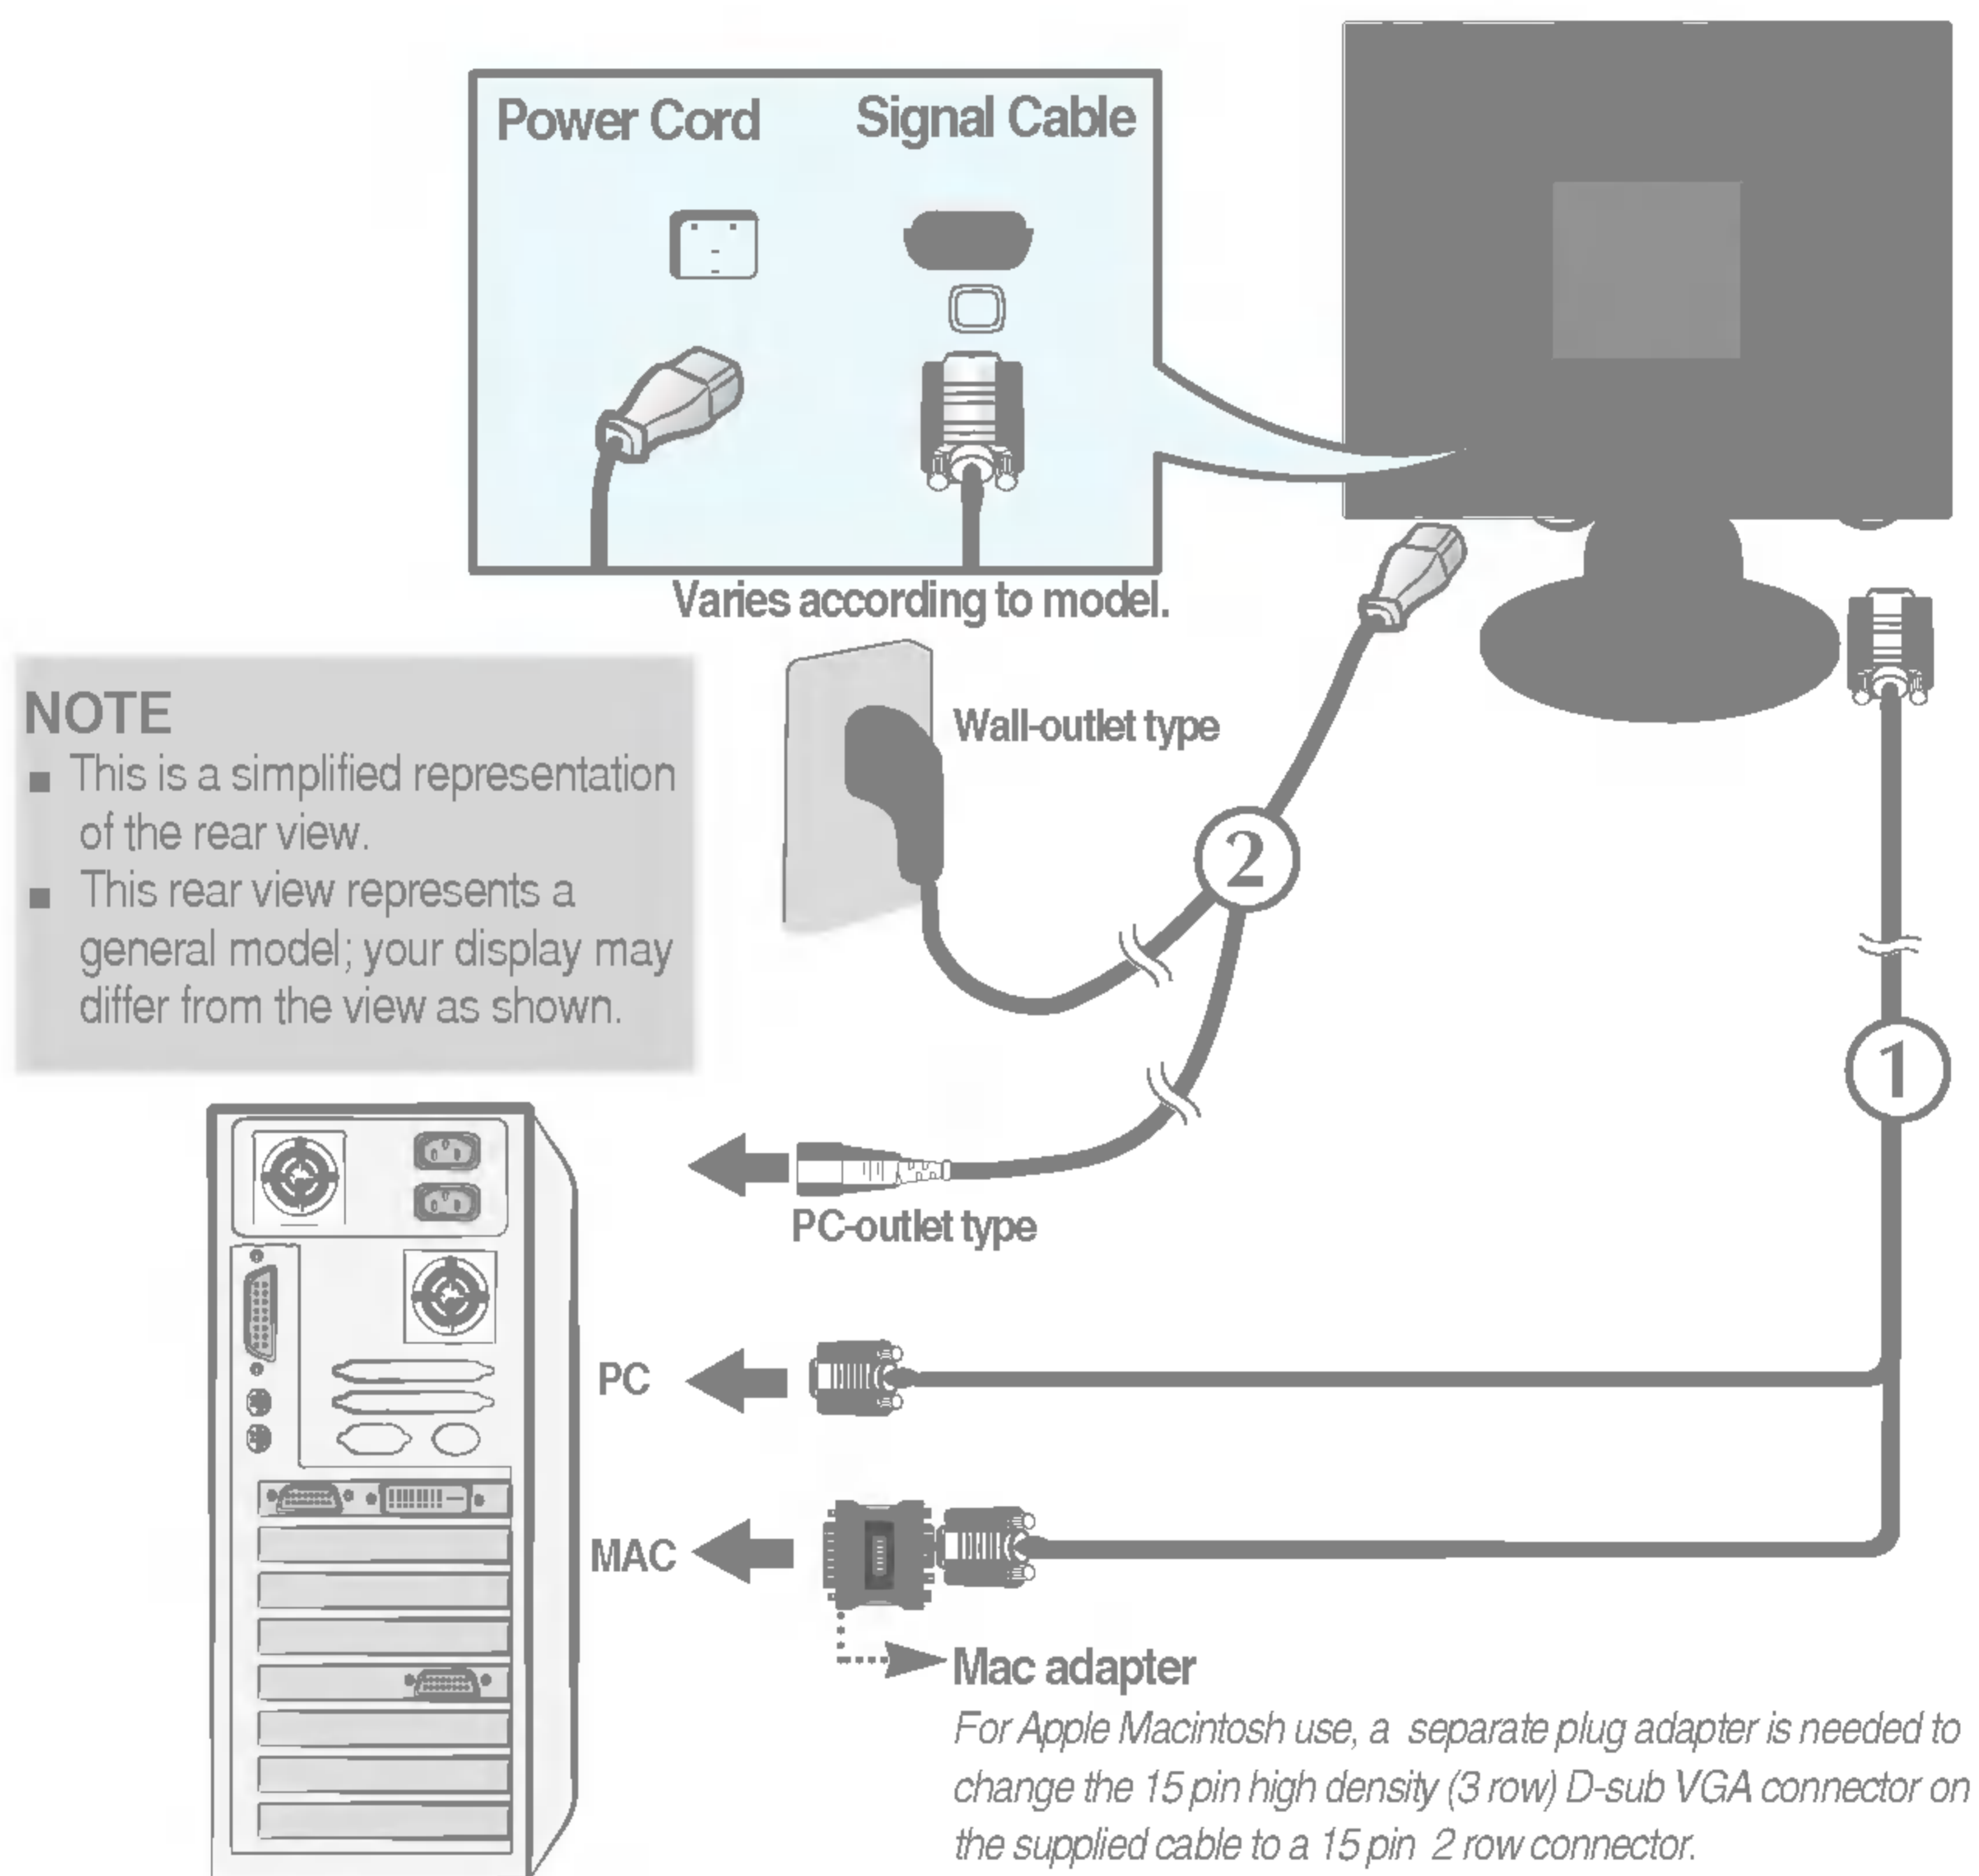 Power Cord
Signal Cable
Varies according to model.
NOTE
■ This is a simplified representation
of the rear view.
■ This rear view represents a
general model; your display may
differ from the view as shown.
Wall-outlet type
2
1
PC-outlet type
PC
MAC
Mac adapter
For Apple Macintosh use, a separate plug adapter is needed to
change the 15 pin high density (3 row) D-sub VGA connector on
the supplied cable to a 15 pin 2 row connector.